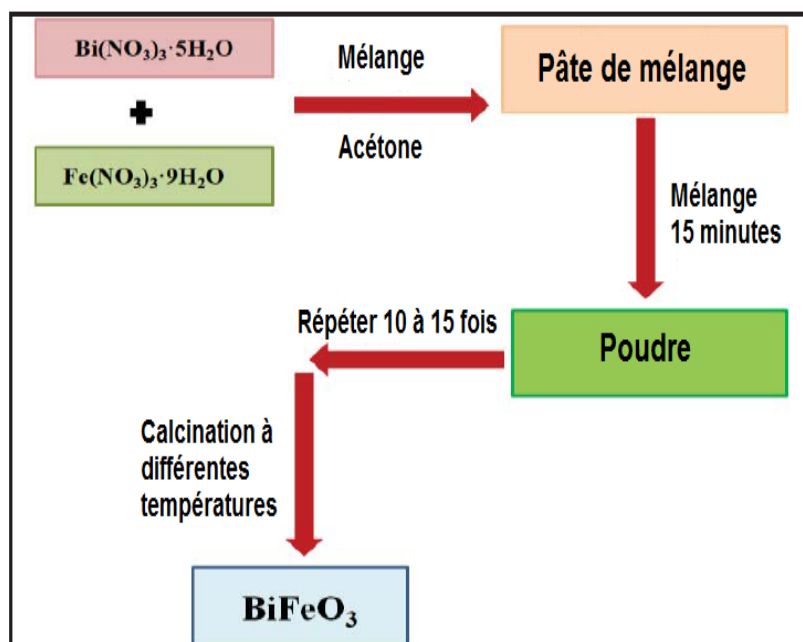 Bi(NO₃)₃·5H₂O
+
Fe(NO₃)₃·9H₂O
Mélange
Acétone
Pâte de mélange
Mélange
15 minutes
Poudre
Répéter 10 à 15 fois
Calcination à
différentes
températures
BiFeO₃